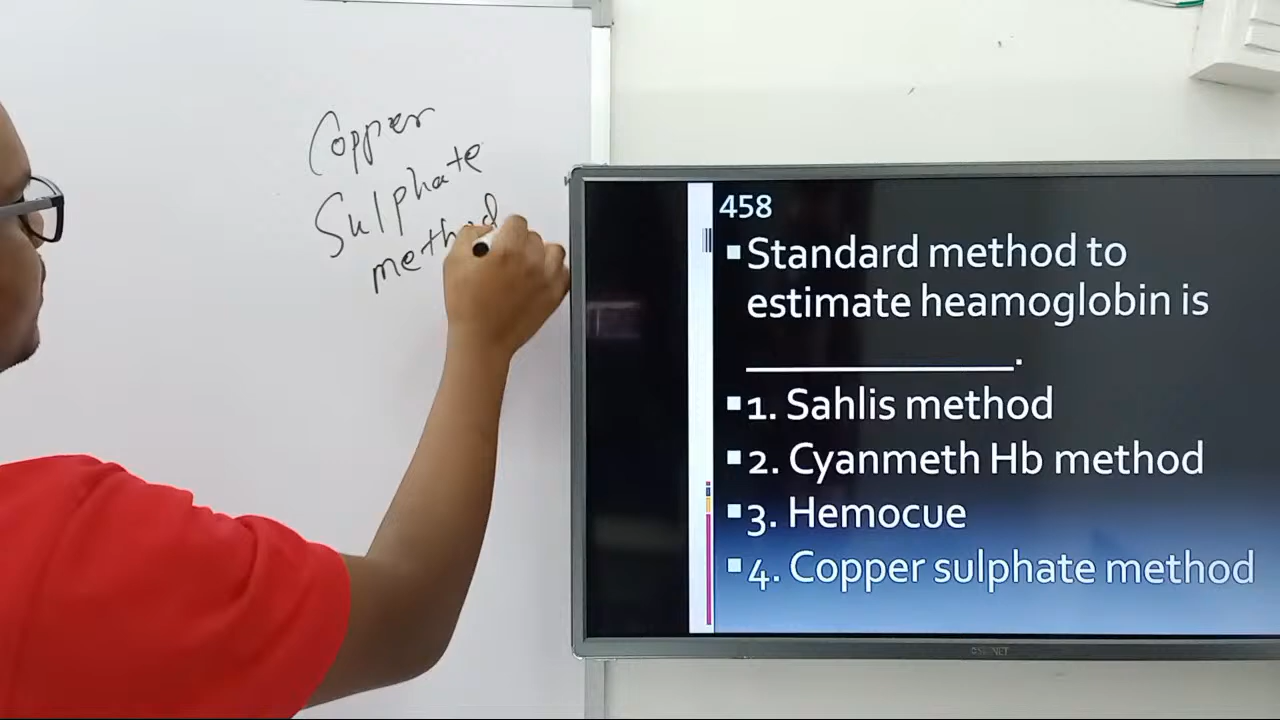 Copper
Sulphate
method
458
▪Standard method to
estimate heamoglobin is
____________.
▪1. Sahlis method
▪2. Cyanmeth Hb method
▪3. Hemocue
▪4. Copper sulphate method